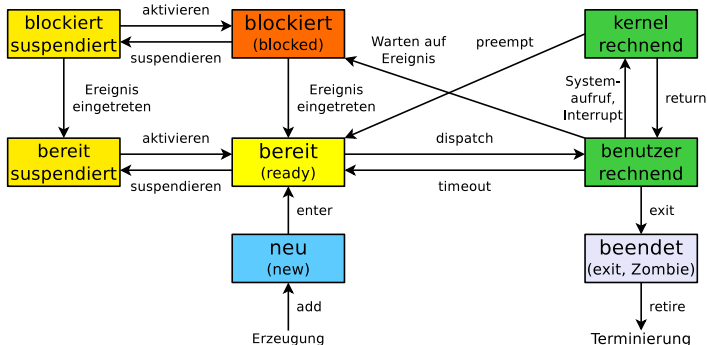 blockiert
suspendiert
aktivieren
suspendieren
blockiert
(blocked)
Warten auf
Ereignis
preempt
kernel
rechnend
Ereignis
eingetreten
Ereignis
eingetreten
System-
aufruf,
Interrupt
return
bereit
suspendiert
aktivieren
suspendieren
bereit
(ready)
dispatch
timeout
benutzer
rechnend
enter
exit
neu
(new)
beendet
(exit, Zombie)
add
retire
Erzeugung
Terminierung